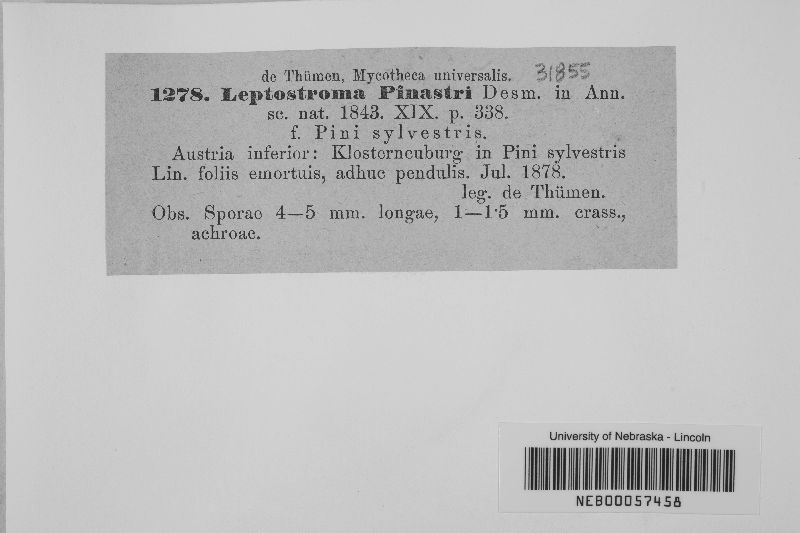 de Thümen, Mycotheca universalis. 31855
1278. Leptostroma Pinastri Desm. in Ann.
sc. nat. 1843. XIX. p. 338.
f. Pini sylvestris.
Austria inferior: Klosterneuburg in Pini sylvestris
Lin. foliis emortuis, adhuc pendulis. Jul. 1878.
leg. de Thümen.
Obs. Sporae 4—5 mm. longae, 1—1·5 mm. crass.,
achroae.
University of Nebraska - Lincoln
NEB00057458